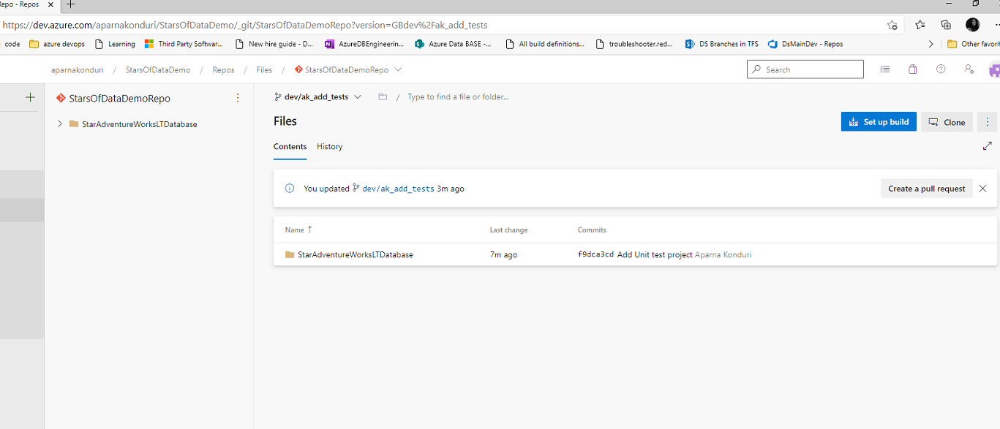 Repo - Repos
https://dev.azure.com/aparnakonduri/StarsOfDataDemo/_git/StarsOfDataDemoRepo?version=GBdev%2Fak_add_tests
code azure devops Learning Third Party Softwar... New hire guide - D... AzureDBEngineerin... Azure Data BASE -... All build definitions... troubleshooter.red... DS Branches in TFS DsMainDev - Repos Other favorit
aparnakonduri / StarsOfDataDemo / Repos / Files / StarsOfDataDemoRepo Search
StarsOfDataDemoRepo
StarAdventureWorksLTDatabase
dev/ak_add_tests / Type to find a file or folder...
Files
Set up build Clone
Contents History
You updated dev/ak_add_tests 3m ago Create a pull request
Name ↑ Last change Commits
StarAdventureWorksLTDatabase 7m ago f9dca3cd Add Unit test project Aparna Konduri